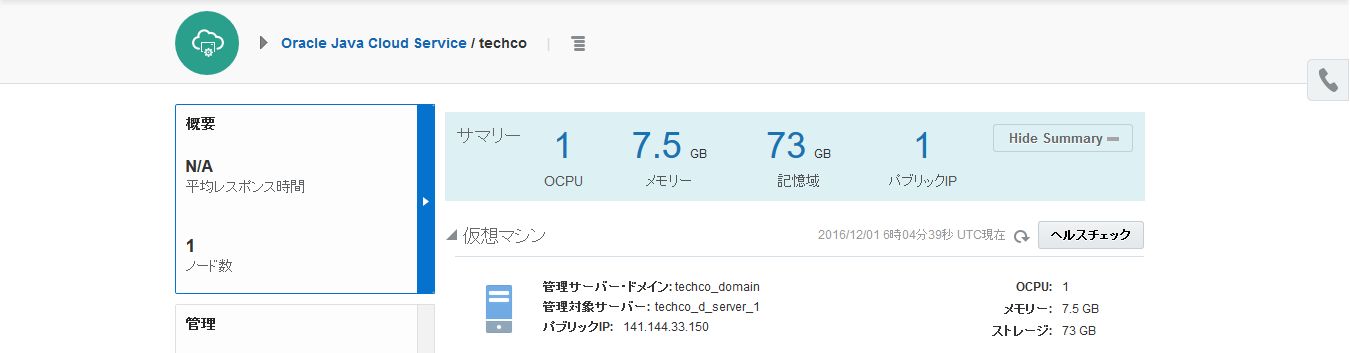 Oracle Java Cloud Service / techco
概要
N/A
平均レスポンス時間
1
ノード数
管理
サマリー
1
OCPU
7.5 GB
メモリー
73 GB
記憶域
1
パブリックIP
Hide Summary
仮想マシン
2016/12/01 6時04分39秒 UTC現在
ヘルスチェック
管理サーバー・ドメイン: techco_domain
管理対象サーバー: techco_d_server_1
パブリックIP: 141.144.33.150
OCPU: 1
メモリー: 7.5 GB
ストレージ: 73 GB